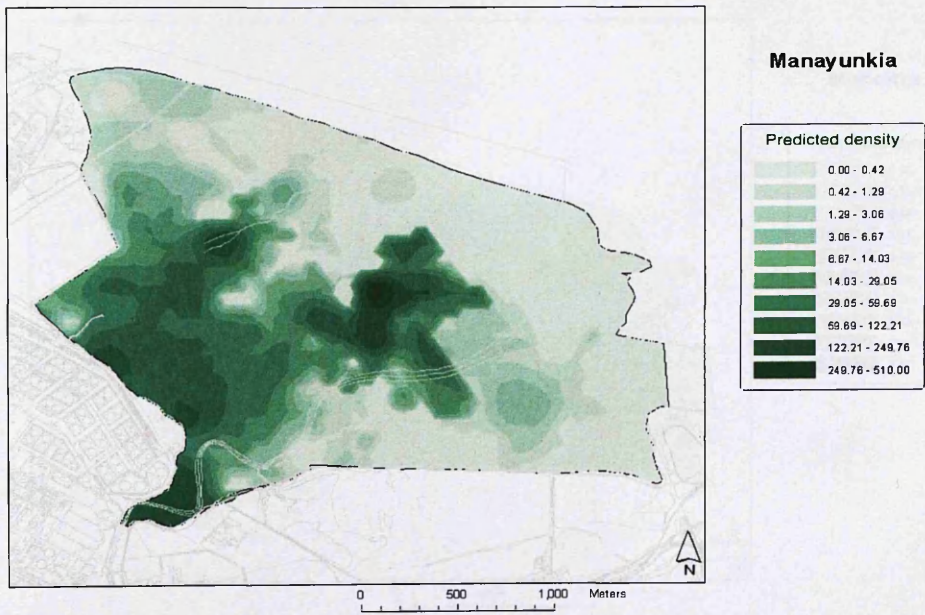 Manayunkia
Predicted density
0.00 - 0.42
0.42 - 1.29
1.29 - 3.06
3.06 - 6.67
6.67 - 14.03
14.03 - 29.05
29.05 - 59.69
59.69 - 122.21
122.21 - 249.76
249.76 - 510.00
N
0 500 1,000 Meters